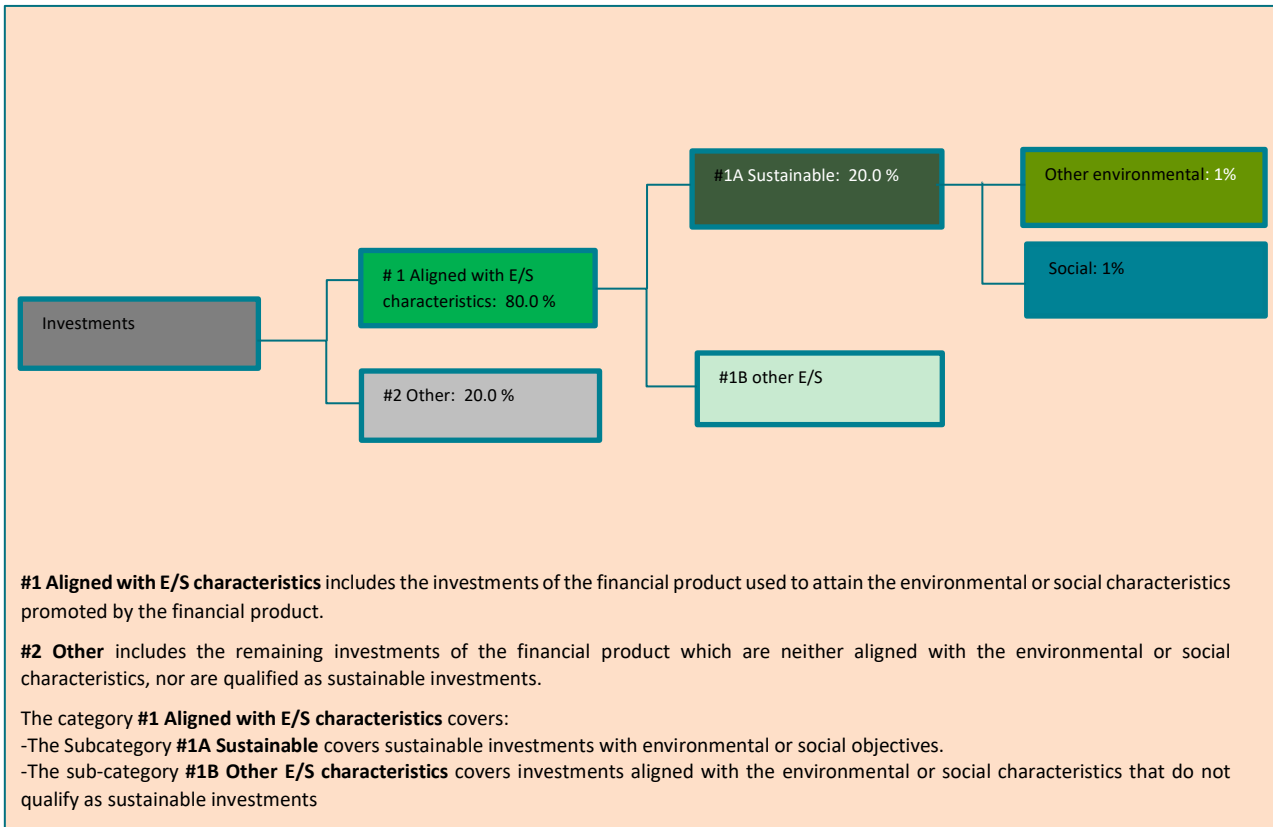 #1A Sustainable: 20.0 %
Other environmental: 1%
# 1 Aligned with E/S
characteristics: 80.0 %
Social: 1%
Investments
#2 Other: 20.0 %
#1B other E/S
#1 Aligned with E/S characteristics includes the investments of the financial product used to attain the environmental or social characteristics
promoted by the financial product.
#2 Other includes the remaining investments of the financial product which are neither aligned with the environmental or social
characteristics, nor are qualified as sustainable investments.
The category #1 Aligned with E/S characteristics covers:
-The Subcategory #1A Sustainable covers sustainable investments with environmental or social objectives.
-The sub-category #1B Other E/S characteristics covers investments aligned with the environmental or social characteristics that do not
qualify as sustainable investments